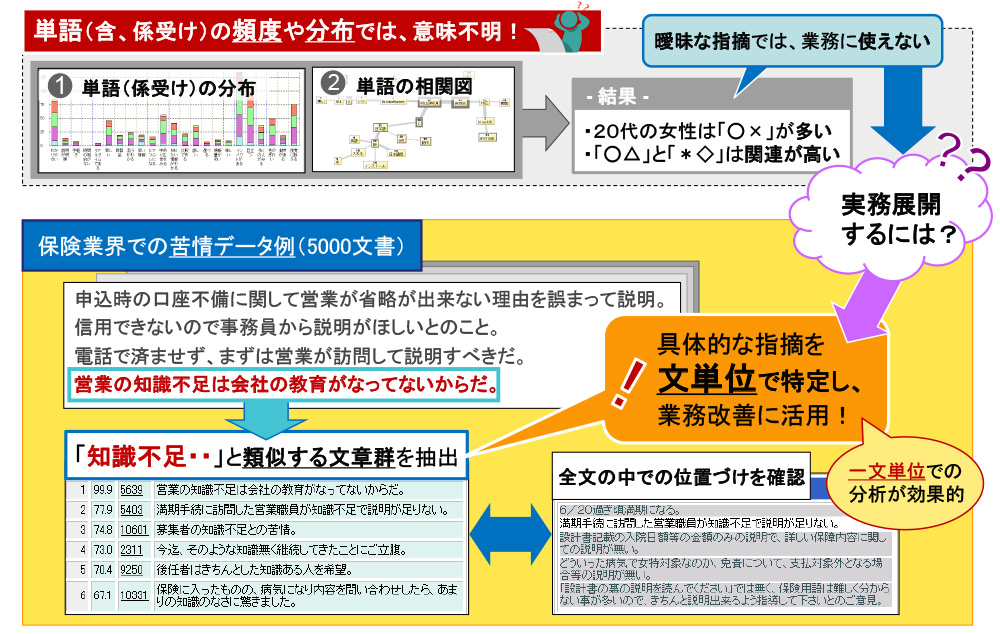 単語(含、係受け)の頻度や分布では、意味不明！
??
曖昧な指摘では、業務に使えない
① 単語(係受け)の分布
② 単語の相関図
- 結果 -
・20代の女性は「〇×」が多い
・「〇△」と「＊◇」は関連が高い
??
実務展開
するには？
保険業界での苦情データ例(5000文書)
申込時の口座不備に関して営業が省略が出来ない理由を誤まって説明。
信用できないので事務員から説明がほしいとのこと。
電話で済ませず、まずは営業が訪問して説明すべきだ。
営業の知識不足は会社の教育がなってないからだ。
！
具体的な指摘を
文単位で特定し、
業務改善に活用！
「知識不足・・」と類似する文章群を抽出
1 99.9 5639 営業の知識不足は会社の教育がなってないからだ。
2 77.9 5403 満期手続に訪問した営業職員が知識不足で説明が足りない。
3 74.8 10601 募集者の知識不足との苦情。
4 73.0 2311 今迄、そのような知識無く継続してきたことにご立腹。
5 70.4 9250 後任者はきちんとした知識ある人を希望。
6 67.1 10331 保険に入ったものの、病気になり内容を問い合わせしたら、あま
りの知識のなさに驚きました。
全文の中での位置づけを確認
一文単位での
分析が効果的
6/20過ぎ頃満期になる。
満期手続に訪問した営業職員が知識不足で説明が足りない。
設計書記載の入院日額等の金額のみの説明で、詳しい保障内容に関し
ての説明が無い。
どういった病気で女特対象なのか、免責について、支払対象外となる場
合等の説明が無い。
「設計書の裏の説明を読んでください」では無く、保険用語は難しく分から
ない事が多いので、きちんと説明出来るよう指導して下さいとのご意見。